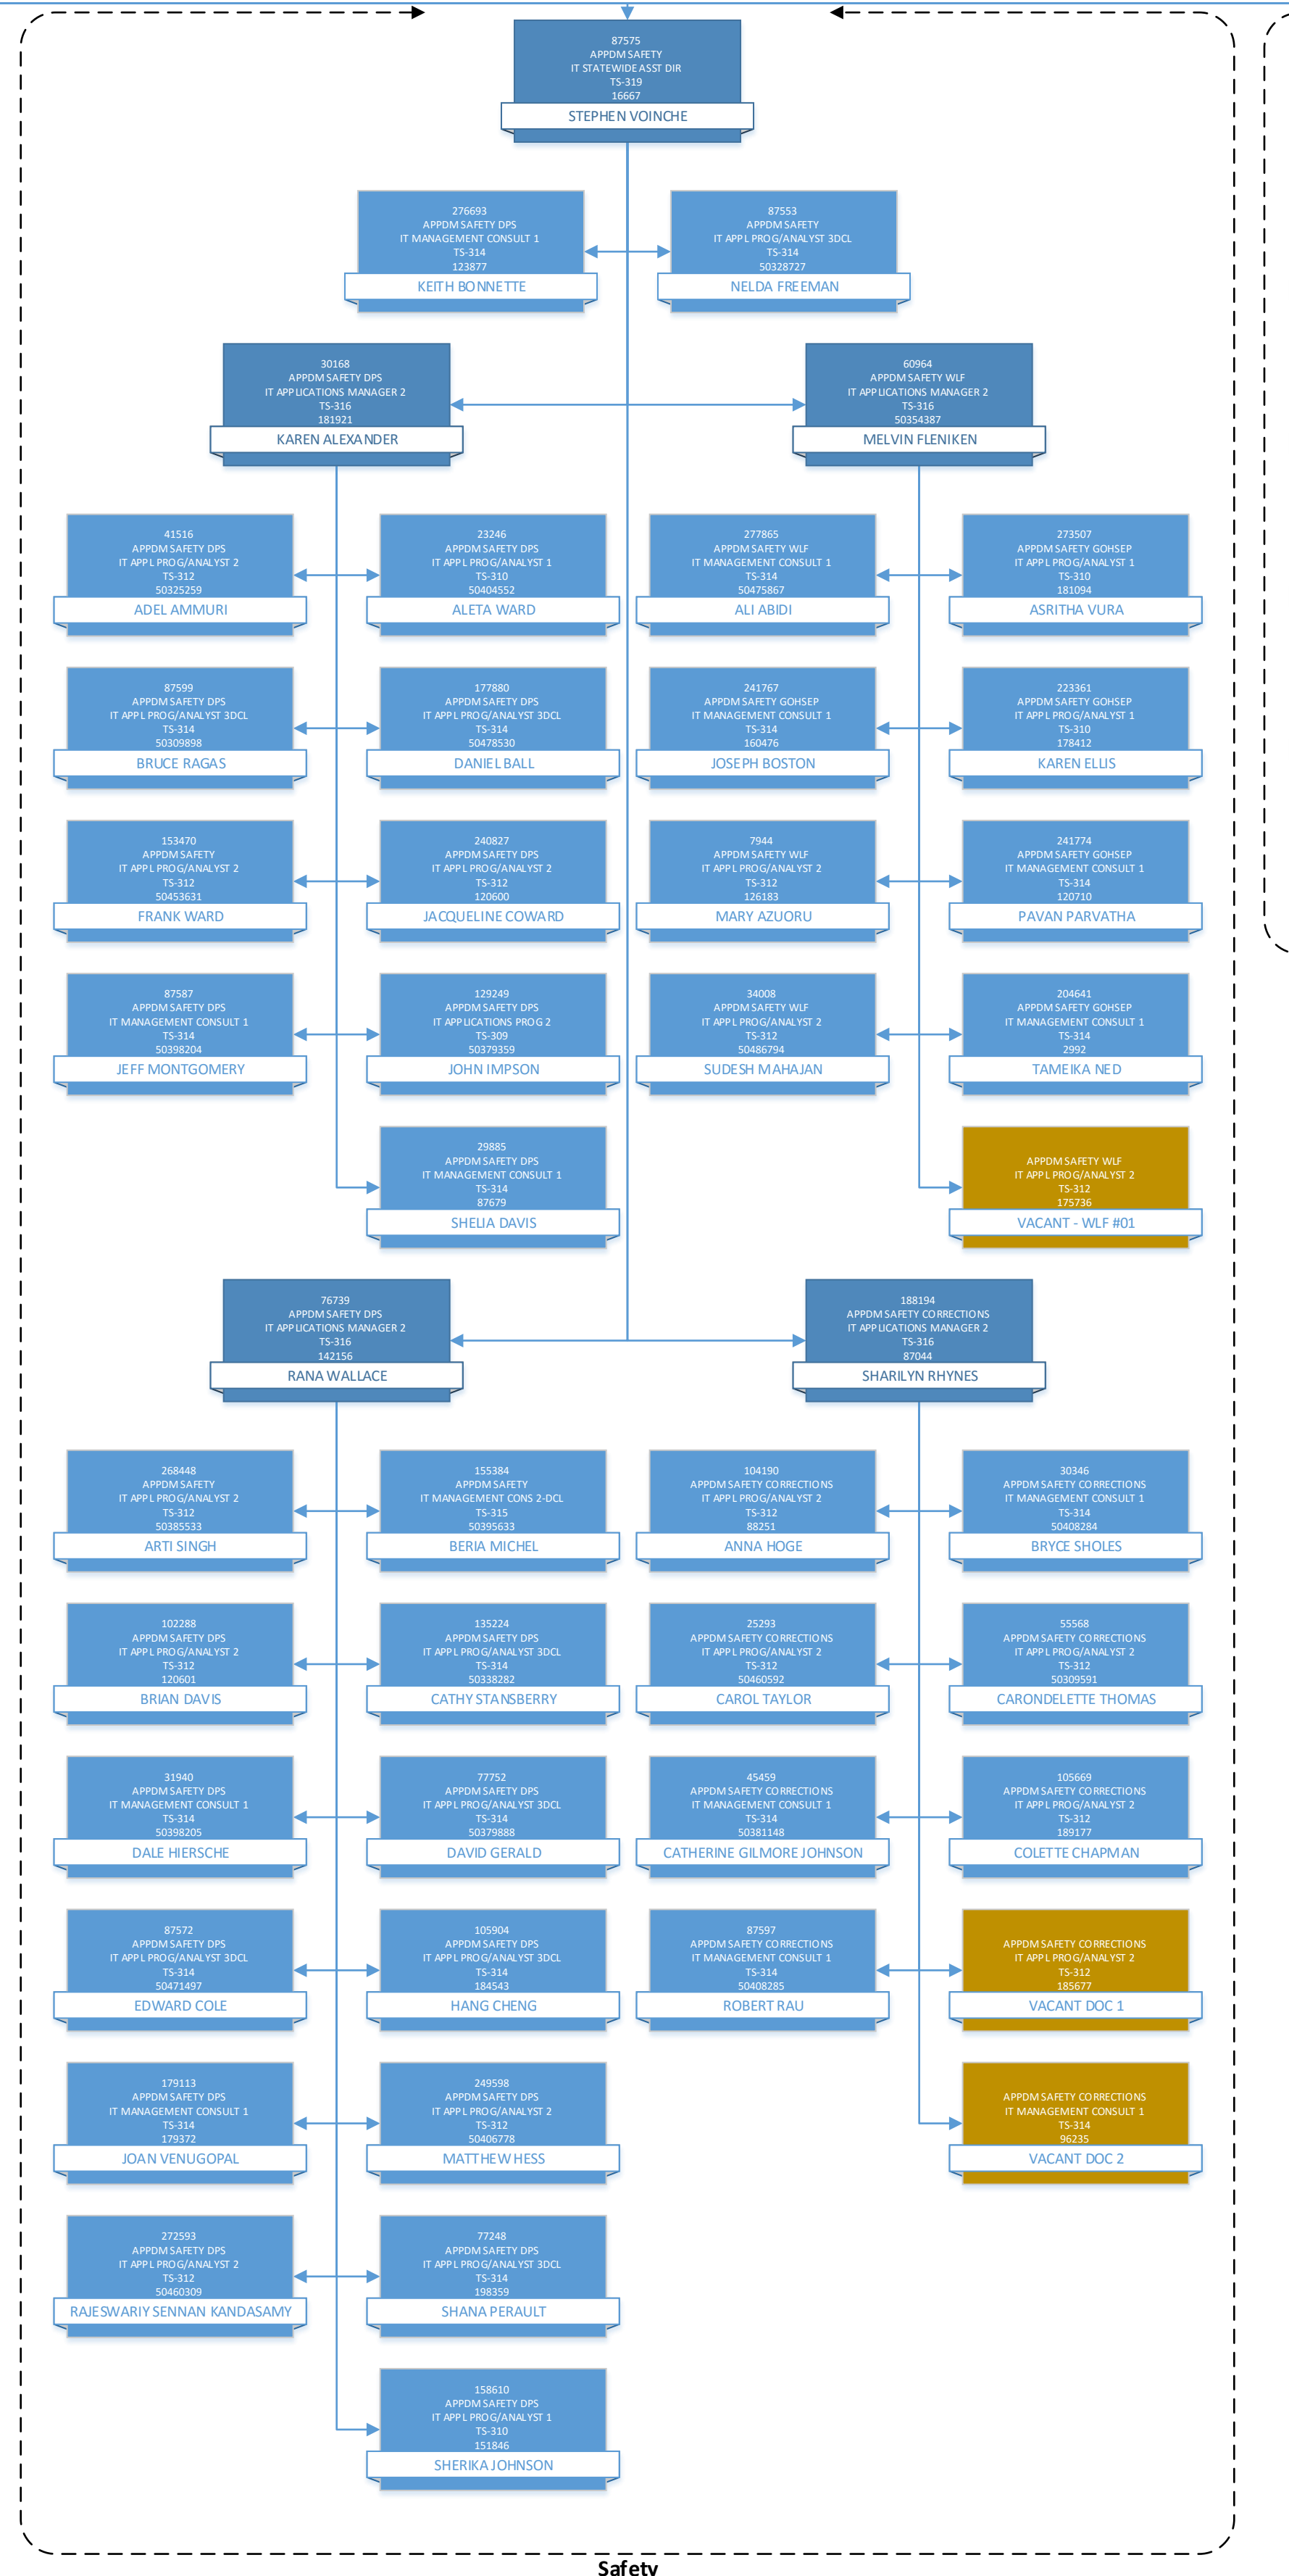 87575
APPDM SAFETY
IT STATEWIDE ASST DIR
TS-319
16667
STEPHEN VOINCHE
276693
APPDM SAFETY DPS
IT MANAGEMENT CONSULT 1
TS-314
123877
KEITH BONNETTE
87553
APPDM SAFETY
IT APPL PROG/ANALYST 3DCL
TS-314
50328727
NELDA FREEMAN
30168
APPDM SAFETY DPS
IT APPLICATIONS MANAGER 2
TS-316
181921
KAREN ALEXANDER
60964
APPDM SAFETY WLF
IT APPLICATIONS MANAGER 2
TS-316
50354387
MELVIN FLENIKEN
41516
APPDM SAFETY DPS
IT APPL PROG/ANALYST 2
TS-312
50325259
ADEL AMMURI
23246
APPDM SAFETY DPS
IT APPL PROG/ANALYST 1
TS-310
50404552
ALETA WARD
277865
APPDM SAFETY WLF
IT MANAGEMENT CONSULT 1
TS-314
50475867
ALI ABIDI
273507
APPDM SAFETY GOHSEP
IT APPL PROG/ANALYST 1
TS-310
181094
ASRITHA VURA
87599
APPDM SAFETY DPS
IT APPL PROG/ANALYST 3DCL
TS-314
50309898
BRUCE RAGAS
177880
APPDM SAFETY DPS
IT APPL PROG/ANALYST 3DCL
TS-314
50478530
DANIEL BALL
241767
APPDM SAFETY GOHSEP
IT MANAGEMENT CONSULT 1
TS-314
160476
JOSEPH BOSTON
223361
APPDM SAFETY GOHSEP
IT APPL PROG/ANALYST 1
TS-310
178412
KAREN ELLIS
153470
APPDM SAFETY
IT APPL PROG/ANALYST 2
TS-312
50453631
FRANK WARD
240827
APPDM SAFETY DPS
IT APPL PROG/ANALYST 2
TS-312
120600
JACQUELINE COWARD
7944
APPDM SAFETY WLF
IT APPL PROG/ANALYST 2
TS-312
126183
MARY AZUORU
241774
APPDM SAFETY GOHSEP
IT MANAGEMENT CONSULT 1
TS-314
120710
PAVAN PARVATHA
87587
APPDM SAFETY DPS
IT MANAGEMENT CONSULT 1
TS-314
50398204
JEFF MONTGOMERY
129249
APPDM SAFETY DPS
IT APPLICATIONS PROG 2
TS-309
50379359
JOHN IMPSON
34008
APPDM SAFETY WLF
IT APPL PROG/ANALYST 2
TS-312
50486794
SUDESH MAHAJAN
204641
APPDM SAFETY GOHSEP
IT MANAGEMENT CONSULT 1
TS-314
2992
TAMEIKA NED
29885
APPDM SAFETY DPS
IT MANAGEMENT CONSULT 1
TS-314
87679
SHELIA DAVIS
APPDM SAFETY WLF
IT APPL PROG/ANALYST 2
TS-312
175736
VACANT - WLF #01
76739
APPDM SAFETY DPS
IT APPLICATIONS MANAGER 2
TS-316
142156
RANA WALLACE
188194
APPDM SAFETY CORRECTIONS
IT APPLICATIONS MANAGER 2
TS-316
87044
SHARILYN RHYNES
268448
APPDM SAFETY
IT APPL PROG/ANALYST 2
TS-312
50385533
ARTI SINGH
155384
APPDM SAFETY
IT MANAGEMENT CONS 2-DCL
TS-315
50395633
BERIA MICHEL
104190
APPDM SAFETY CORRECTIONS
IT APPL PROG/ANALYST 2
TS-312
88251
ANNA HOGE
30346
APPDM SAFETY CORRECTIONS
IT MANAGEMENT CONSULT 1
TS-314
50408284
BRYCE SHOLES
102288
APPDM SAFETY DPS
IT APPL PROG/ANALYST 2
TS-312
120601
BRIAN DAVIS
135224
APPDM SAFETY DPS
IT APPL PROG/ANALYST 3DCL
TS-314
50338282
CATHY STANSBERRY
25293
APPDM SAFETY CORRECTIONS
IT APPL PROG/ANALYST 2
TS-312
50460592
CAROL TAYLOR
55568
APPDM SAFETY CORRECTIONS
IT APPL PROG/ANALYST 2
TS-312
50309591
CARONDELETTE THOMAS
31940
APPDM SAFETY DPS
IT MANAGEMENT CONSULT 1
TS-314
50398205
DALE HIERSCHE
77752
APPDM SAFETY DPS
IT APPL PROG/ANALYST 3DCL
TS-314
50379888
DAVID GERALD
45459
APPDM SAFETY CORRECTIONS
IT MANAGEMENT CONSULT 1
TS-314
50381148
CATHERINE GILMORE JOHNSON
105669
APPDM SAFETY CORRECTIONS
IT APPL PROG/ANALYST 2
TS-312
189177
COLETTE CHAPMAN
87572
APPDM SAFETY DPS
IT APPL PROG/ANALYST 3DCL
TS-314
50471497
EDWARD COLE
105904
APPDM SAFETY DPS
IT APPL PROG/ANALYST 3DCL
TS-314
184543
HANG CHENG
87597
APPDM SAFETY CORRECTIONS
IT MANAGEMENT CONSULT 1
TS-314
50408285
ROBERT RAU
APPDM SAFETY CORRECTIONS
IT APPL PROG/ANALYST 2
TS-312
185677
VACANT DOC 1
179113
APPDM SAFETY DPS
IT MANAGEMENT CONSULT 1
TS-314
179372
JOAN VENUGOPAL
249598
APPDM SAFETY DPS
IT APPL PROG/ANALYST 2
TS-312
50406778
MATTHEW HESS
APPDM SAFETY CORRECTIONS
IT MANAGEMENT CONSULT 1
TS-314
96235
VACANT DOC 2
272593
APPDM SAFETY DPS
IT APPL PROG/ANALYST 2
TS-312
50460309
RAJESWARIY SENNAN KANDASAMY
77248
APPDM SAFETY DPS
IT APPL PROG/ANALYST 3DCL
TS-314
198359
SHANA PERAULT
158610
APPDM SAFETY DPS
IT APPL PROG/ANALYST 1
TS-310
151846
SHERIKA JOHNSON
Safety